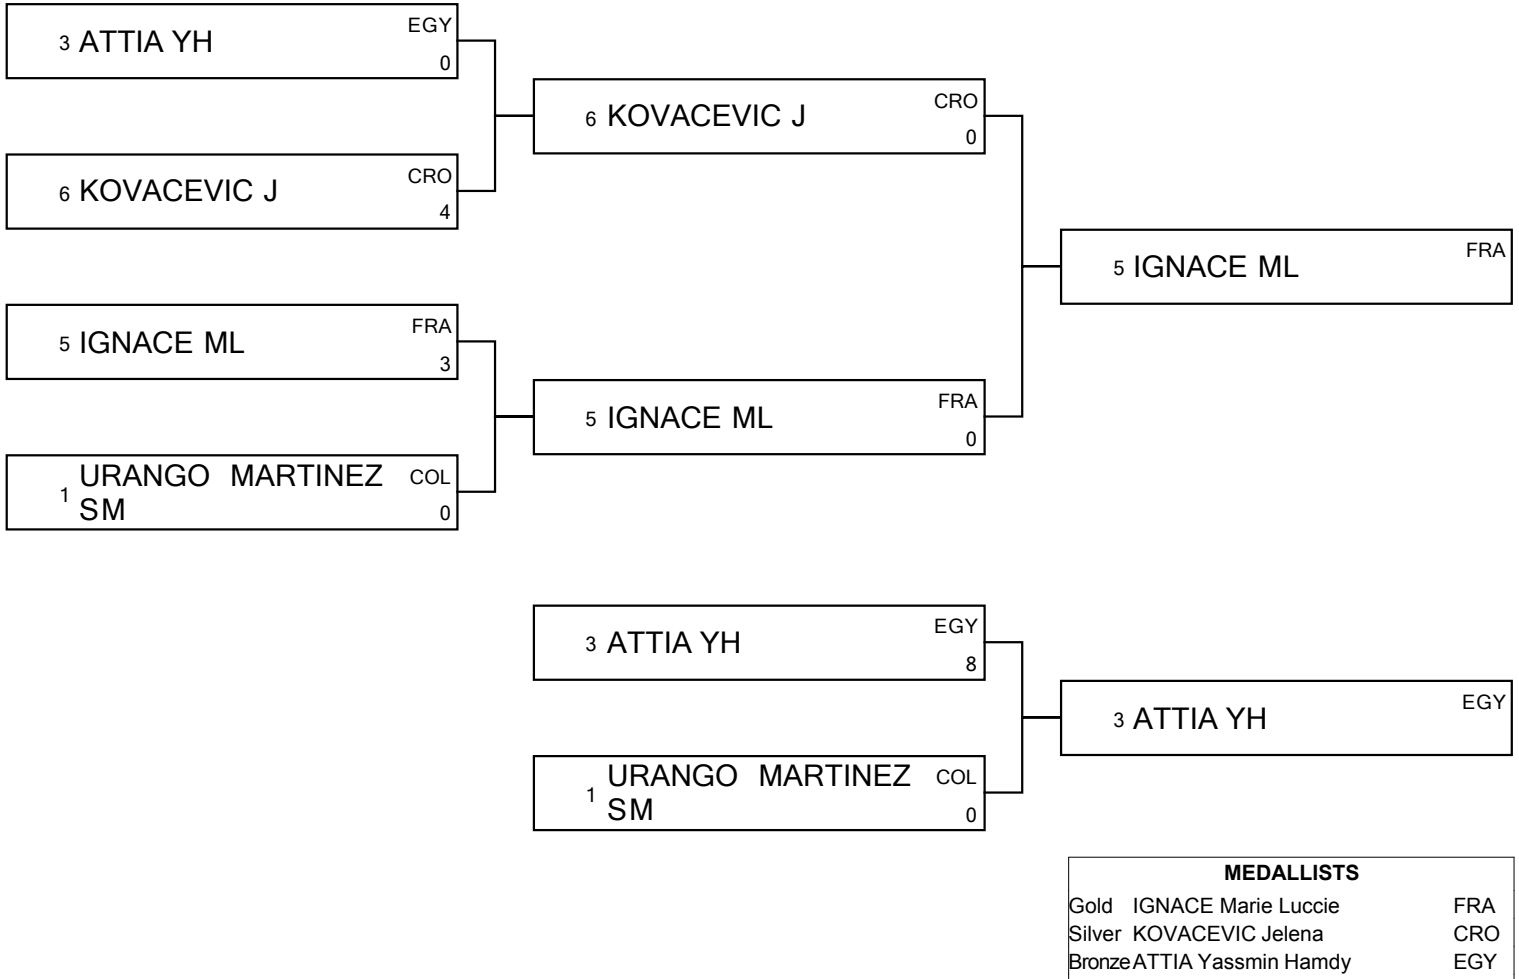 3 ATTIA YH EGY
0
6 KOVACEVIC J CRO
0
6 KOVACEVIC J CRO
4
5 IGNACE ML FRA
5 IGNACE ML FRA
3
5 IGNACE ML FRA
0
1 URANGO MARTINEZ COL
SM 0
3 ATTIA YH EGY
8
3 ATTIA YH EGY
1 URANGO MARTINEZ COL
SM 0
MEDALLISTS
Gold IGNACE Marie Luccie FRA
Silver KOVACEVIC Jelena CRO
Bronze ATTIA Yassmin Hamdy EGY